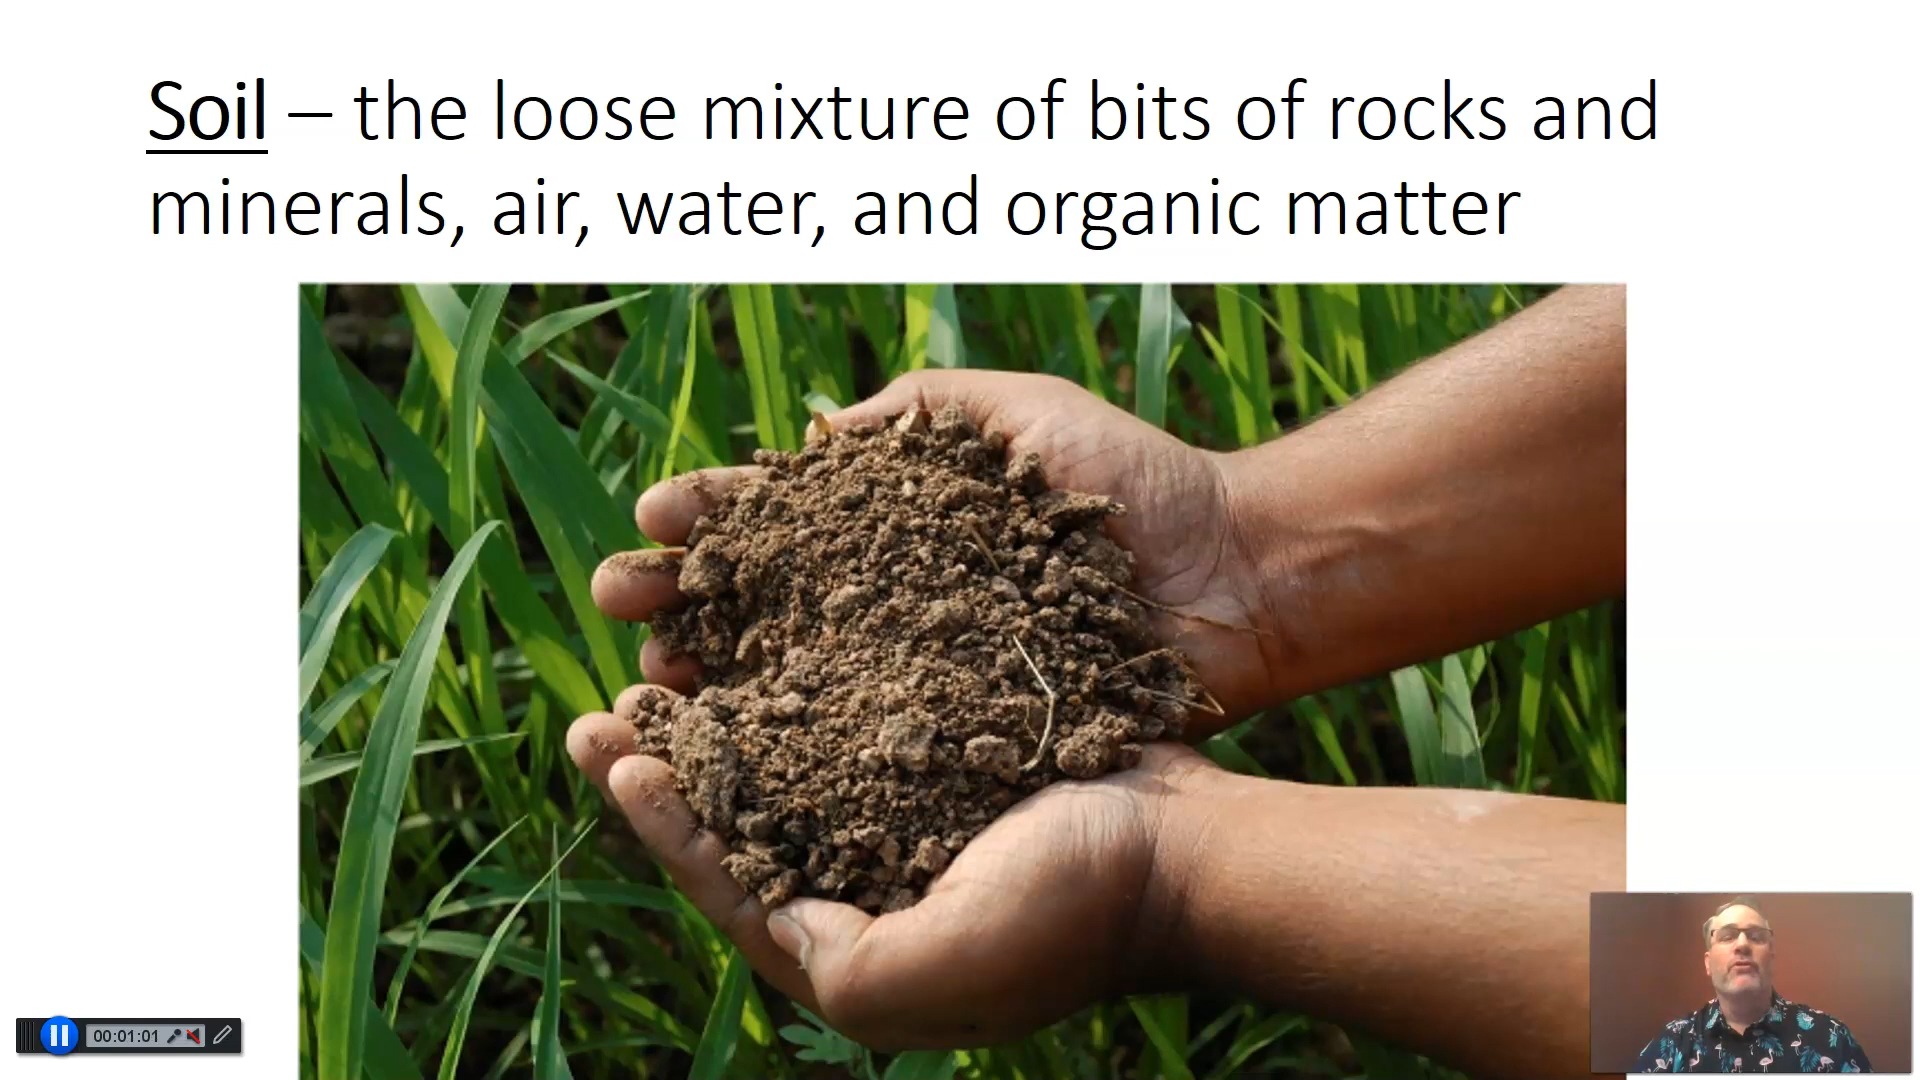 Soil – the loose mixture of bits of rocks and
minerals, air, water, and organic matter
00:01:01